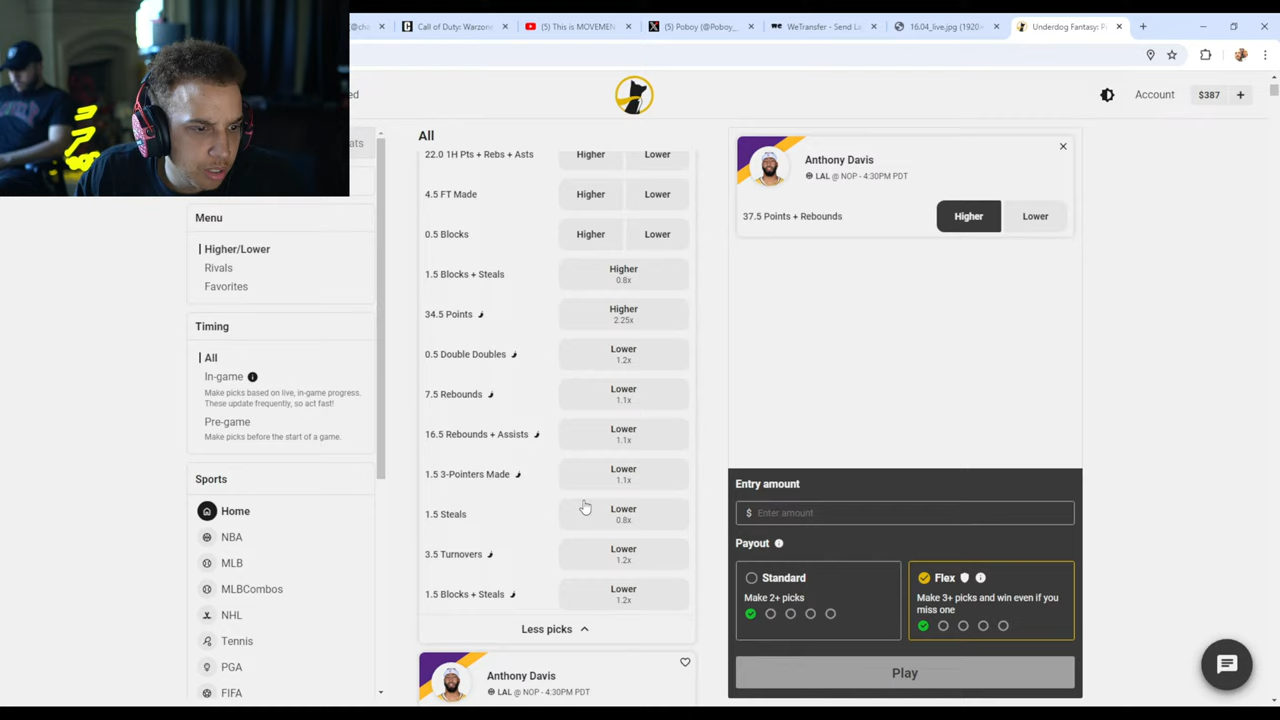 @che
Call of Duty: Warzone
(5) This is MOVEMEN
(5) Poboy (@Poboy_
WeTransfer - Send La
16.04_live.jpg (1920×
Underdog Fantasy: P
ed
Account
$387
ats
Menu
Higher/Lower
Rivals
Favorites
Timing
All
In-game
Make picks based on live, in-game progress.
These update frequently, so act fast!
Pre-game
Make picks before the start of a game.
Sports
Home
NBA
MLB
MLBCombos
NHL
Tennis
PGA
FIFA
All
22.0 1H Pts + Rebs + Asts Higher Lower
4.5 FT Made Higher Lower
0.5 Blocks Higher Lower
1.5 Blocks + Steals Higher
0.8x
34.5 Points Higher
2.25x
0.5 Double Doubles Lower
1.2x
7.5 Rebounds Lower
1.1x
16.5 Rebounds + Assists Lower
1.1x
1.5 3-Pointers Made Lower
1.1x
1.5 Steals Lower
0.8x
3.5 Turnovers Lower
1.2x
1.5 Blocks + Steals Lower
1.2x
Less picks
Anthony Davis
LAL @ NOP - 4:30PM PDT
Anthony Davis
LAL @ NOP - 4:30PM PDT
37.5 Points + Rebounds Higher Lower
Entry amount
$ Enter amount
Payout
Standard
Make 2+ picks
Flex
Make 3+ picks and win even if you
miss one
Play